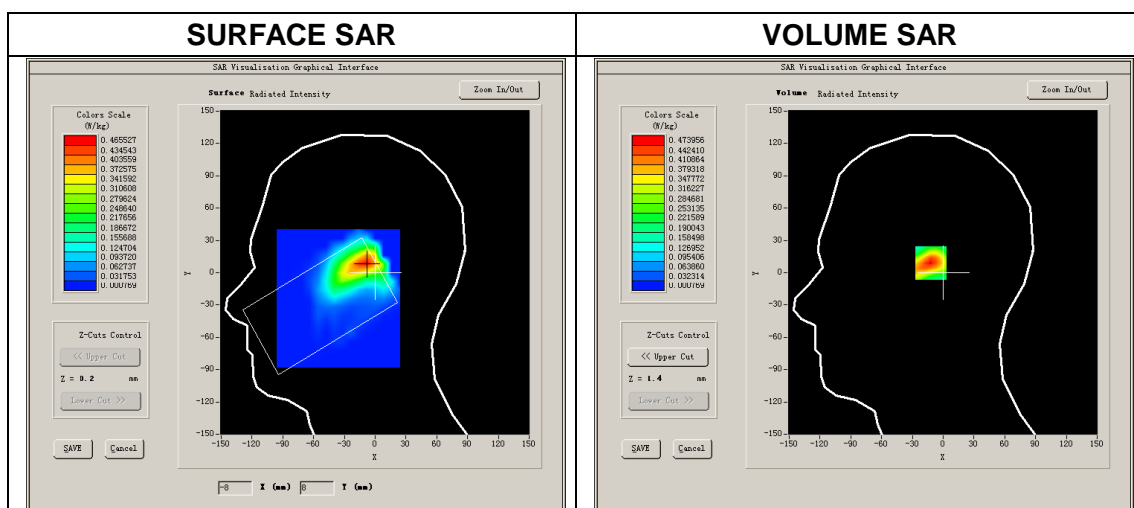 SURFACE SAR
VOLUME SAR
SAR Visualisation Graphical Interface
Surface Radiated Intensity
Zoom In/Out
Colors Scale
(W/kg)
0.465527
0.434543
0.403559
0.372575
0.341592
0.310608
0.279624
0.248640
0.217656
0.186672
0.155688
0.124704
0.093720
0.062737
0.031753
0.000769
150
120
90
60
30
0
-30
-60
-90
-120
-150
Y
-150 -120 -90 -60 -30 0 30 60 90 120 150
X
Z-Cuts Control
<< Upper Cut
Z = 0.2 mm
Lower Cut >>
SAVE Cancel
-8 X (mm) 8 Y (mm)
SAR Visualisation Graphical Interface
Volume Radiated Intensity
Zoom In/Out
Colors Scale
(W/kg)
0.473956
0.442410
0.410864
0.379318
0.347772
0.316227
0.284681
0.253135
0.221589
0.190043
0.158498
0.126952
0.095406
0.063860
0.032314
0.000769
150
120
90
60
30
0
-30
-60
-90
-120
-150
Y
-150 -120 -90 -60 -30 0 30 60 90 120 150
X
Z-Cuts Control
<< Upper Cut
Z = 1.4 mm
Lower Cut >>
SAVE Cancel